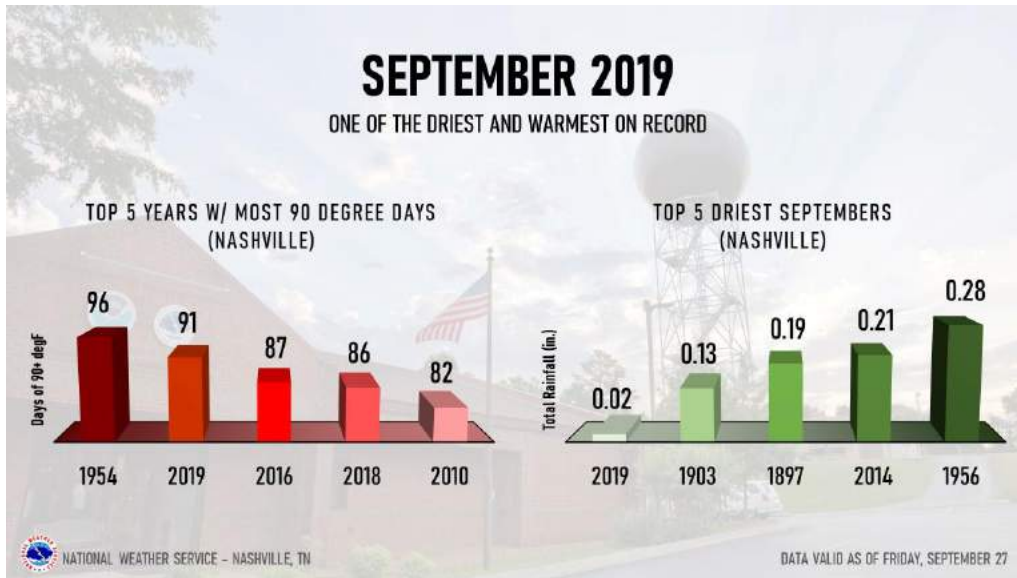 SEPTEMBER 2019
ONE OF THE DRIEST AND WARMEST ON RECORD
TOP 5 YEARS W/ MOST 90 DEGREE DAYS
(NASHVILLE)
Days of 90+ degF
96
91
87
86
82
1954
2019
2016
2018
2010
TOP 5 DRIEST SEPTEMBERS
(NASHVILLE)
Total Rainfall (in.)
0.02
0.13
0.19
0.21
0.28
2019
1903
1897
2014
1956
NATIONAL WEATHER SERVICE - NASHVILLE, TN
DATA VALID AS OF FRIDAY, SEPTEMBER 27